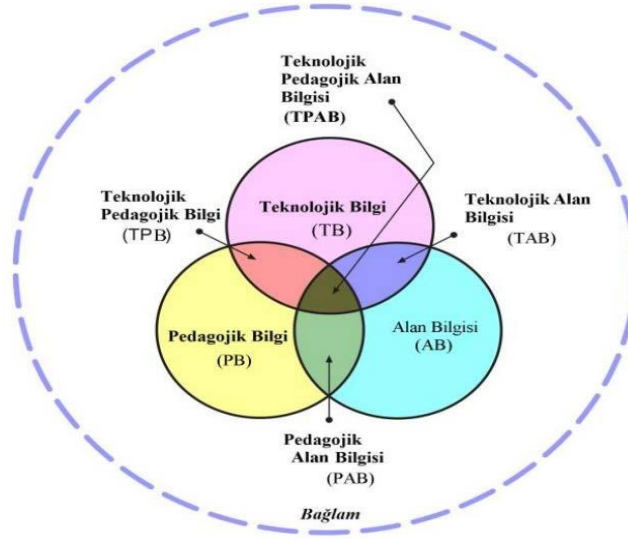 Teknolojik
Pedagojik Alan
Bilgisi
(TPAB)
Teknolojik
Pedagojik Bilgi
(TPB)
Teknolojik Bilgi
(TB)
Teknolojik Alan
Bilgisi
(TAB)
Pedagojik Bilgi
(PB)
Alan Bilgisi
(AB)
Pedagojik
Alan Bilgisi
(PAB)
Bağlam